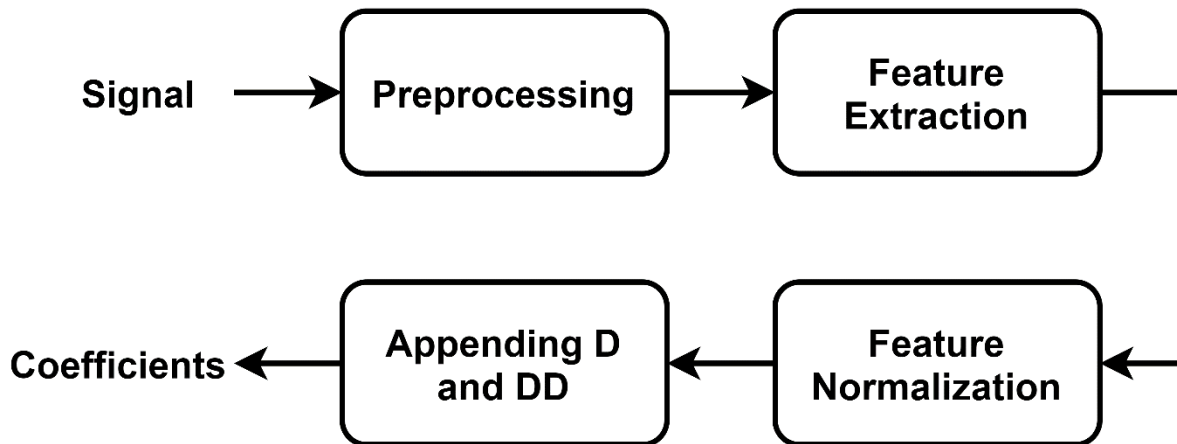 Signal
Preprocessing
Feature
Extraction
Coefficients
Appending D
and DD
Feature
Normalization